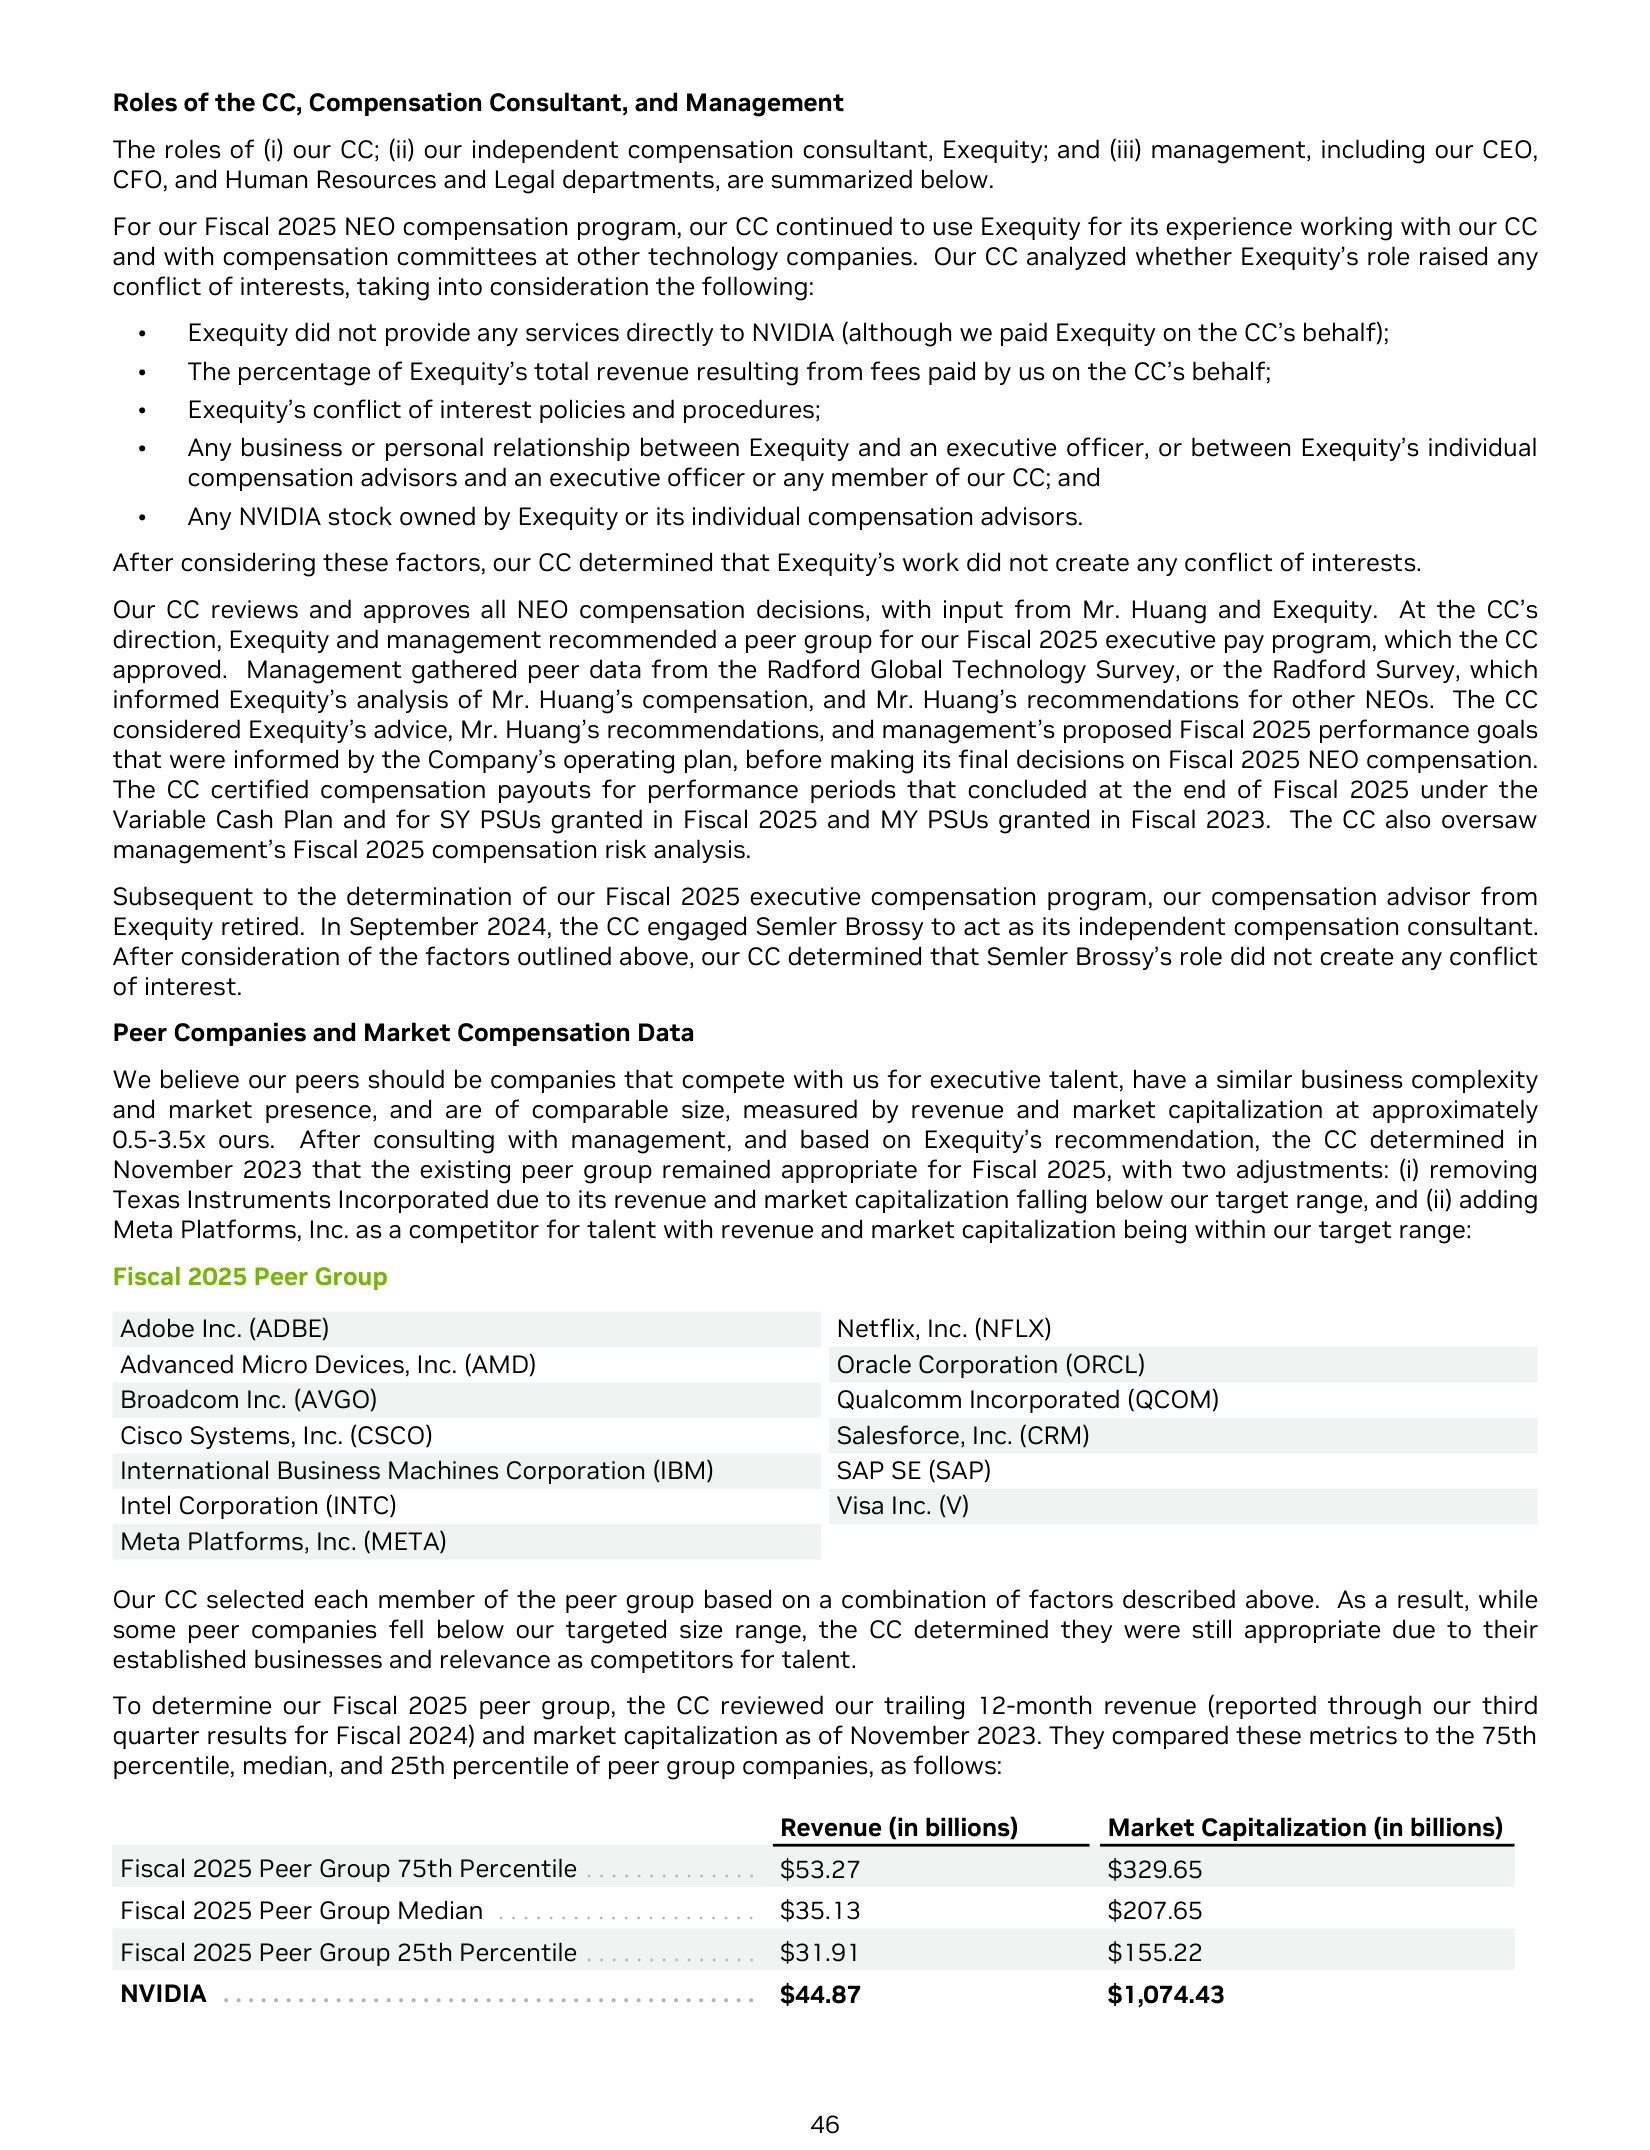 Roles of the CC, Compensation Consultant, and Management
The roles of (i) our CC; (ii) our independent compensation consultant, Exequity; and (iii) management, including our CEO,
CFO, and Human Resources and Legal departments, are summarized below.
For our Fiscal 2025 NEO compensation program, our CC continued to use Exequity for its experience working with our CC
and with compensation committees at other technology companies.  Our CC analyzed whether Exequity’s role raised any
conflict of interests, taking into consideration the following:
• Exequity did not provide any services directly to NVIDIA (although we paid Exequity on the CC’s behalf);
• The percentage of Exequity’s total revenue resulting from fees paid by us on the CC’s behalf;
• Exequity’s conflict of interest policies and procedures;
• Any business or personal relationship between Exequity and an executive officer, or between Exequity’s individual
compensation advisors and an executive officer or any member of our CC; and
• Any NVIDIA stock owned by Exequity or its individual compensation advisors.
After considering these factors, our CC determined that Exequity’s work did not create any conflict of interests.
Our CC reviews and approves all NEO compensation decisions, with input from Mr. Huang and Exequity.  At the CC’s
direction, Exequity and management recommended a peer group for our Fiscal 2025 executive pay program, which the CC
approved.  Management gathered peer data from the Radford Global Technology Survey, or the Radford Survey, which
informed Exequity’s analysis of Mr. Huang’s compensation, and Mr. Huang’s recommendations for other NEOs.  The CC
considered Exequity’s advice, Mr. Huang’s recommendations, and management’s proposed Fiscal 2025 performance goals
that were informed by the Company’s operating plan, before making its final decisions on Fiscal 2025 NEO compensation.
The CC certified compensation payouts for performance periods that concluded at the end of Fiscal 2025 under the
Variable Cash Plan and for SY PSUs granted in Fiscal 2025 and MY PSUs granted in Fiscal 2023.  The CC also oversaw
management’s Fiscal 2025 compensation risk analysis.
Subsequent to the determination of our Fiscal 2025 executive compensation program, our compensation advisor from
Exequity retired.  In September 2024, the CC engaged Semler Brossy to act as its independent compensation consultant.
After consideration of the factors outlined above, our CC determined that Semler Brossy’s role did not create any conflict
of interest.
Peer Companies and Market Compensation Data
We believe our peers should be companies that compete with us for executive talent, have a similar business complexity
and market presence, and are of comparable size, measured by revenue and market capitalization at approximately
0.5-3.5x ours.  After consulting with management, and based on Exequity’s recommendation, the CC determined in
November 2023 that the existing peer group remained appropriate for Fiscal 2025, with two adjustments: (i) removing
Texas Instruments Incorporated due to its revenue and market capitalization falling below our target range, and (ii) adding
Meta Platforms, Inc. as a competitor for talent with revenue and market capitalization being within our target range:
Fiscal 2025 Peer Group
Adobe Inc. (ADBE) Netflix, Inc. (NFLX)
Advanced Micro Devices, Inc. (AMD) Oracle Corporation (ORCL)
Broadcom Inc. (AVGO) Qualcomm Incorporated (QCOM)
Cisco Systems, Inc. (CSCO) Salesforce, Inc. (CRM)
International Business Machines Corporation (IBM) SAP SE (SAP)
Intel Corporation (INTC) Visa Inc. (V)
Meta Platforms, Inc. (META)
Our CC selected each member of the peer group based on a combination of factors described above.  As a result, while
some peer companies fell below our targeted size range, the CC determined they were still appropriate due to their
established businesses and relevance as competitors for talent.
To determine our Fiscal 2025 peer group, the CC reviewed our trailing 12-month revenue (reported through our third
quarter results for Fiscal 2024) and market capitalization as of November 2023. They compared these metrics to the 75th
percentile, median, and 25th percentile of peer group companies, as follows:
Revenue (in billions) Market Capitalization (in billions)
Fiscal 2025 Peer Group 75th Percentile $53.27 $329.65
Fiscal 2025 Peer Group Median $35.13 $207.65
Fiscal 2025 Peer Group 25th Percentile $31.91 $155.22
NVIDIA $44.87 $1,074.43
46